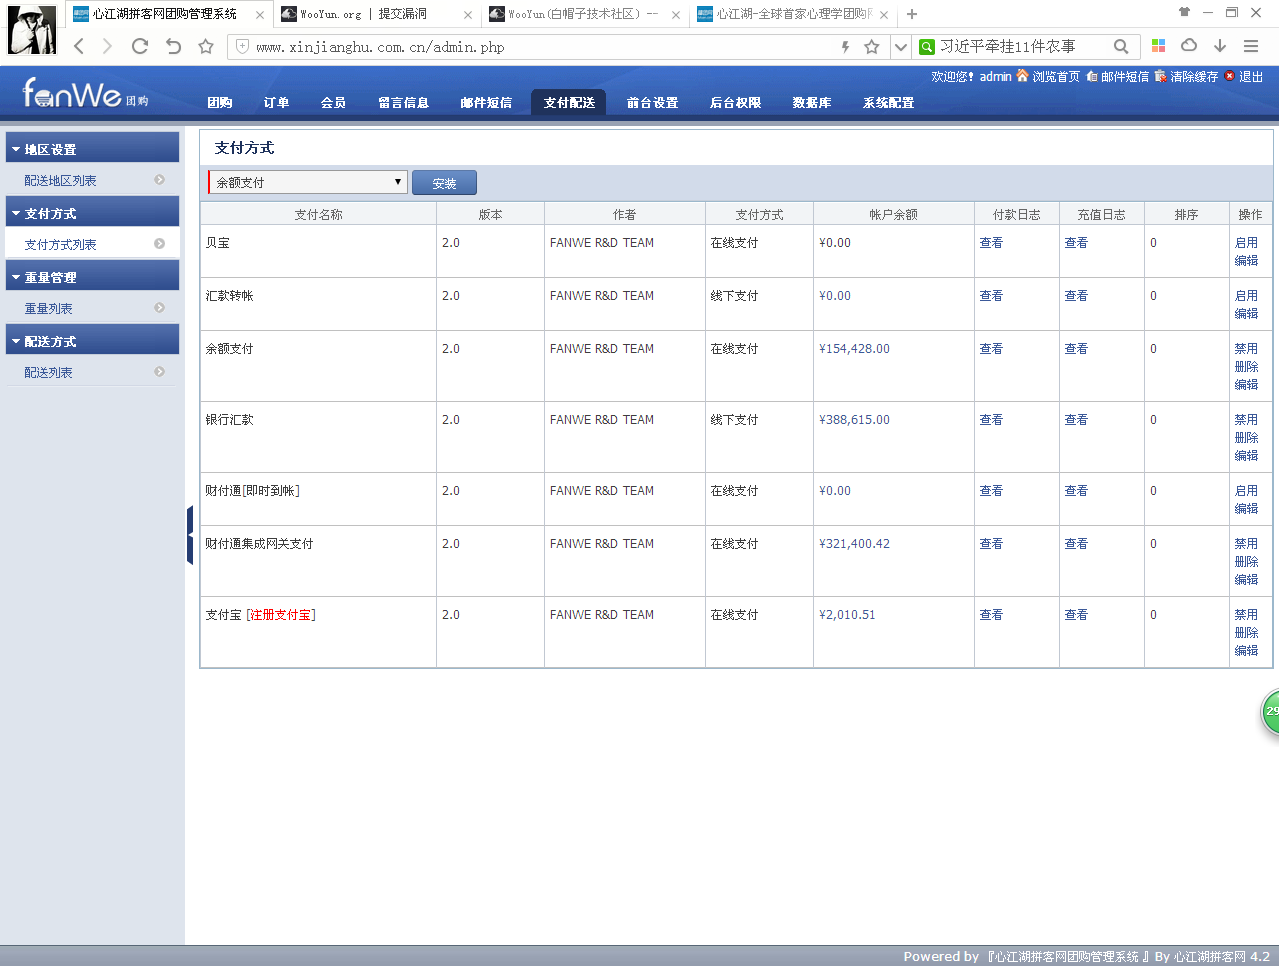 心江湖拼客网团购管理系统
WooYun.org | 提交漏洞
WooYun(白帽子技术社区) --
心江湖-全球首家心理学团购网
www.xinjianghu.com.cn/admin.php
习近平牵挂11件农事
fanWe 团购
欢迎您! admin 浏览首页 邮件短信 清除缓存 退出
团购 订单 会员 留言信息 邮件短信 支付配送 前台设置 后台权限 数据库 系统配置
地区设置
配送地区列表
支付方式
支付方式列表
重量管理
重量列表
配送方式
配送列表
支付方式
余额支付 安装
支付名称 版本 作者 支付方式 帐户余额 付款日志 充值日志 排序 操作
贝宝 2.0 FANWE R&D TEAM 在线支付 ¥0.00 查看 查看 0 启用
编辑
汇款转帐 2.0 FANWE R&D TEAM 线下支付 ¥0.00 查看 查看 0 启用
编辑
余额支付 2.0 FANWE R&D TEAM 在线支付 ¥154,428.00 查看 查看 0 禁用
删除
编辑
银行汇款 2.0 FANWE R&D TEAM 线下支付 ¥388,615.00 查看 查看 0 禁用
删除
编辑
财付通[即时到帐] 2.0 FANWE R&D TEAM 在线支付 ¥0.00 查看 查看 0 启用
编辑
财付通集成网关支付 2.0 FANWE R&D TEAM 在线支付 ¥321,400.42 查看 查看 0 禁用
删除
编辑
支付宝 [注册支付宝] 2.0 FANWE R&D TEAM 在线支付 ¥2,010.51 查看 查看 0 禁用
删除
编辑
29
Powered by 『心江湖拼客网团购管理系统 』By 心江湖拼客网 4.2